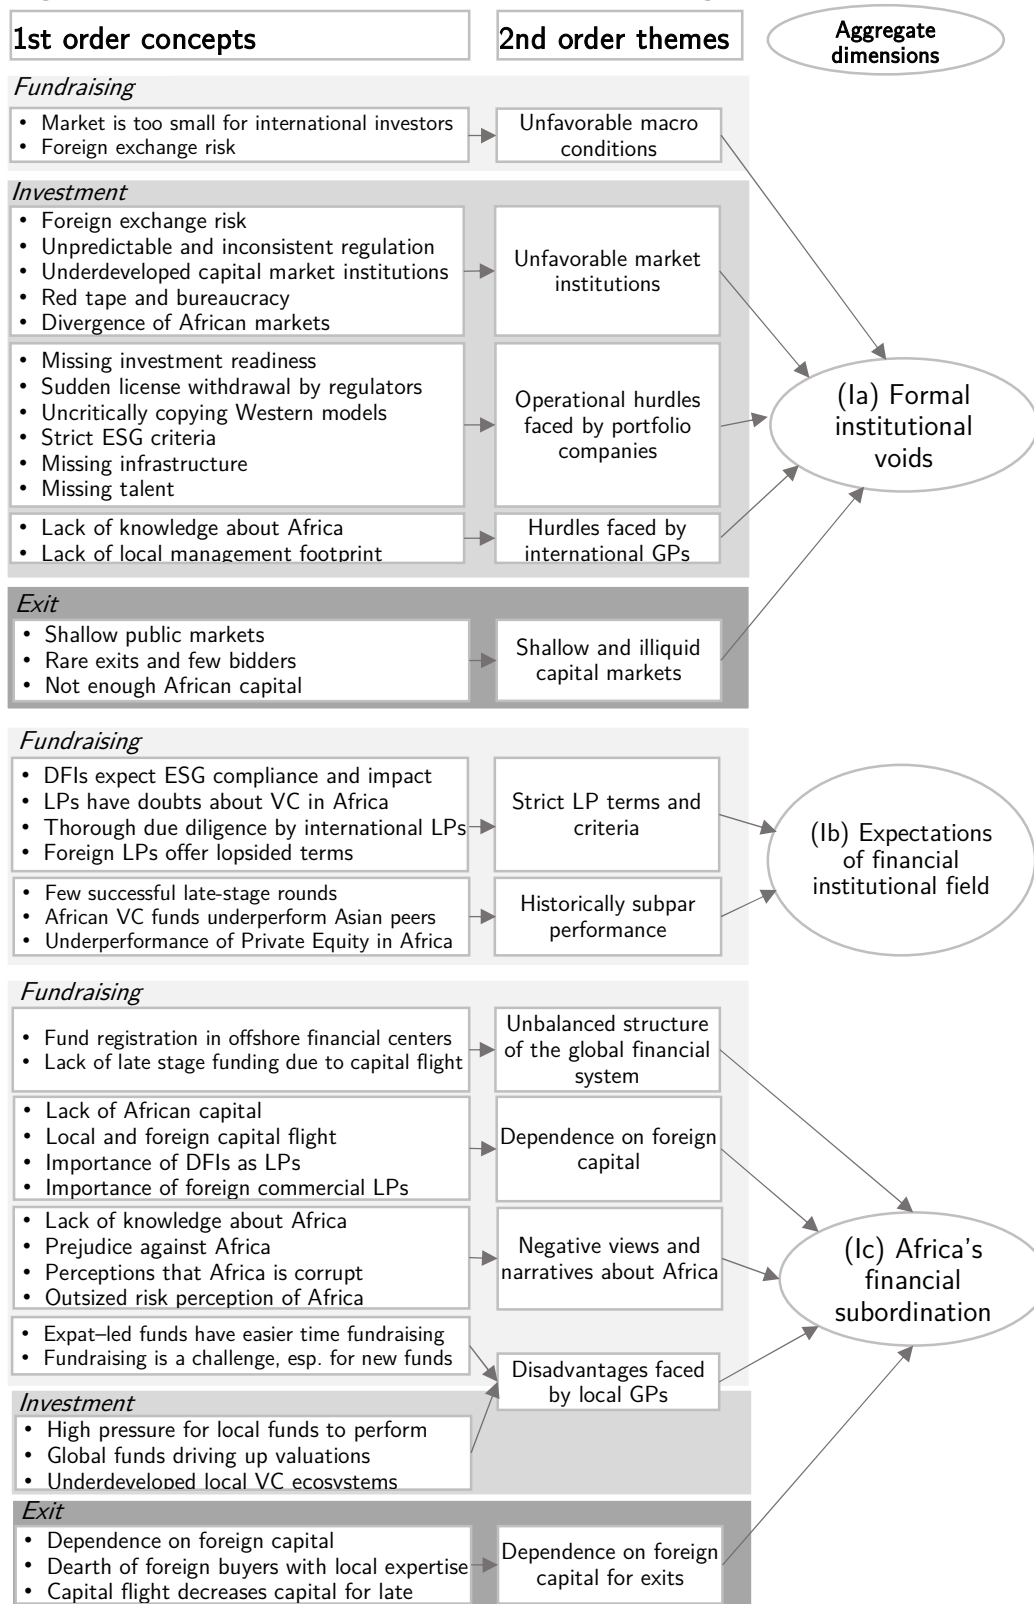 1st order concepts
2nd order themes
Aggregate
dimensions
Fundraising
• Market is too small for international investors
• Foreign exchange risk
Unfavorable macro
conditions
Investment
• Foreign exchange risk
• Unpredictable and inconsistent regulation
• Underdeveloped capital market institutions
• Red tape and bureaucracy
• Divergence of African markets
Unfavorable market
institutions
• Missing investment readiness
• Sudden license withdrawal by regulators
• Uncritically copying Western models
• Strict ESG criteria
• Missing infrastructure
• Missing talent
Operational hurdles
faced by portfolio
companies
• Lack of knowledge about Africa
• Lack of local management footprint
Hurdles faced by
international GPs
Exit
• Shallow public markets
• Rare exits and few bidders
• Not enough African capital
Shallow and illiquid
capital markets
(Ia) Formal
institutional
voids
Fundraising
• DFIs expect ESG compliance and impact
• LPs have doubts about VC in Africa
• Thorough due diligence by international LPs
• Foreign LPs offer lopsided terms
Strict LP terms and
criteria
• Few successful late-stage rounds
• African VC funds underperform Asian peers
• Underperformance of Private Equity in Africa
Historically subpar
performance
(Ib) Expectations
of financial
institutional field
Fundraising
• Fund registration in offshore financial centers
• Lack of late stage funding due to capital flight
Unbalanced structure
of the global financial
system
• Lack of African capital
• Local and foreign capital flight
• Importance of DFIs as LPs
• Importance of foreign commercial LPs
Dependence on foreign
capital
• Lack of knowledge about Africa
• Prejudice against Africa
• Perceptions that Africa is corrupt
• Outsized risk perception of Africa
Negative views and
narratives about Africa
• Expat–led funds have easier time fundraising
• Fundraising is a challenge, esp. for new funds
Disadvantages faced
by local GPs
Investment
• High pressure for local funds to perform
• Global funds driving up valuations
• Underdeveloped local VC ecosystems
Exit
• Dependence on foreign capital
• Dearth of foreign buyers with local expertise
• Capital flight decreases capital for late
Dependence on foreign
capital for exits
(Ic) Africa's
financial
subordination